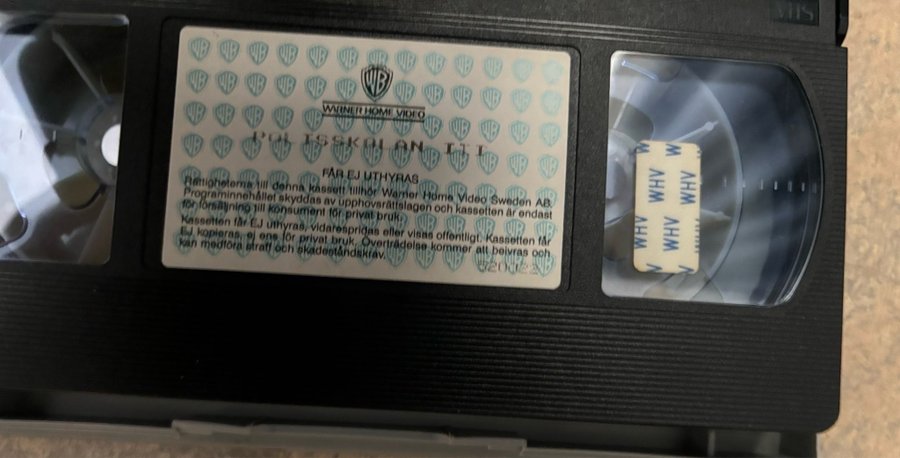 VHS
WB
WARNER HOME VIDEO
POLISSKOLAN III
FÅR EJ UTHYRAS
Rättigheterna till denna kassett tillhör Warner Home Video Sweden AB.
Programinnehållet skyddas av upphovsrättslagen och kassetten är endast
för försäljning till konsument för privat bruk.
Kassetten får EJ uthyras, vidarespridas eller visas offentligt. Kassetten får
EJ kopieras, ej ens för privat bruk. Överträdelse kommer att beivras och
kan medföra straff och skadeståndskrav.
WHV
WHV
WHV